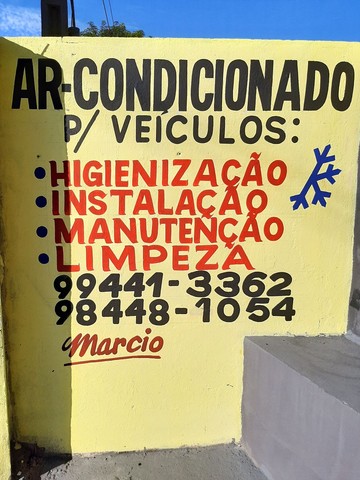 AR-CONDICIONADO
P/ VEÍCULOS:
• HIGIENIZAÇÃO
• INSTALAÇÃO
• MANUTENÇÃO
• LIMPEZA
99441-3362
98448-1054
Marcio